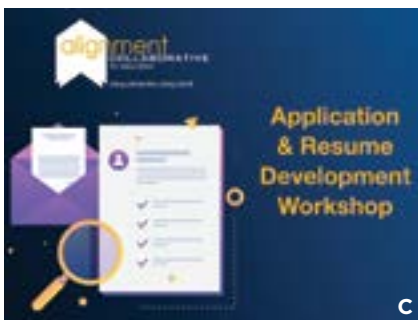 alignment
COLLABORATIVE
Application
& Resume
Development
Workshop
C